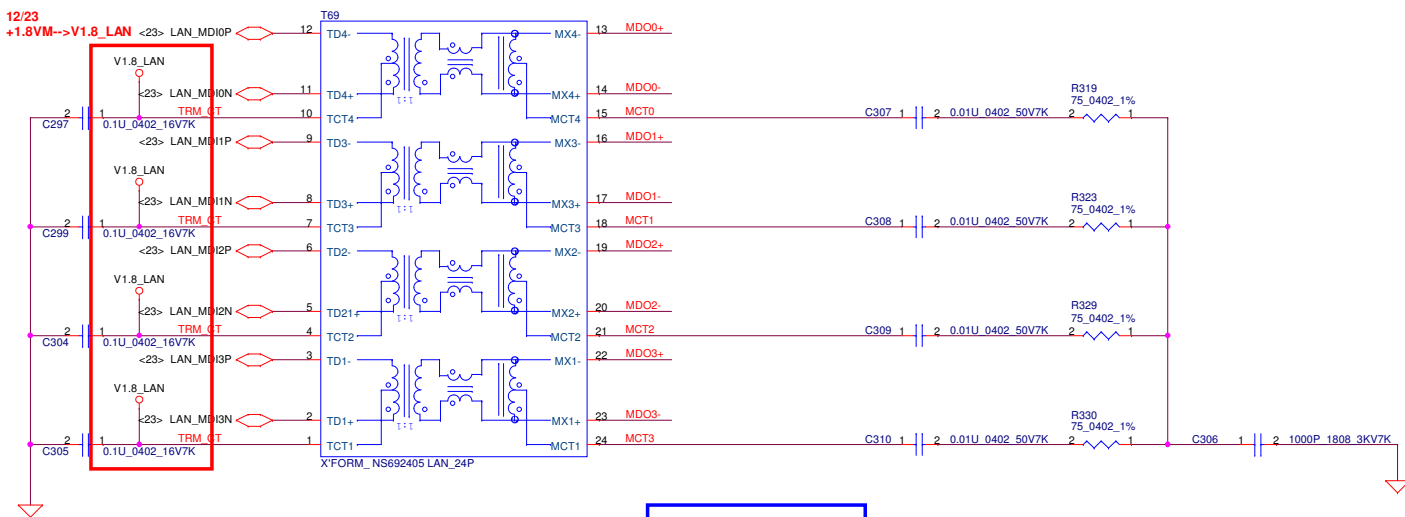 12/23
+1.8VM-->V1.8_LAN
T69
<23> LAN_MDI0P 12 TD4- MX4- 13 MDO0+
V1.8_LAN
<23> LAN_MDI0N 11 TD4+ MX4+ 14 MDO0-
1:1
2 1 TRM_CT 10 TCT4 MCT4 15 MCT0
C297 0.1U_0402_16V7K
C307 1 2 0.01U_0402_50V7K
R319
75_0402_1%
2 1
<23> LAN_MDI1P 9 TD3- MX3- 16 MDO1+
V1.8_LAN
<23> LAN_MDI1N 8 TD3+ MX3+ 17 MDO1-
1:1
2 1 TRM_CT 7 TCT3 MCT3 18 MCT1
C299 0.1U_0402_16V7K
C308 1 2 0.01U_0402_50V7K
R323
75_0402_1%
2 1
<23> LAN_MDI2P 6 TD2- MX2- 19 MDO2+
V1.8_LAN
<23> LAN_MDI2N 5 TD21+ MX2+ 20 MDO2-
1:1
2 1 TRM_CT 4 TCT2 MCT2 21 MCT2
C304 0.1U_0402_16V7K
C309 1 2 0.01U_0402_50V7K
R329
75_0402_1%
2 1
<23> LAN_MDI3P 3 TD1- MX1- 22 MDO3+
V1.8_LAN
<23> LAN_MDI3N 2 TD1+ MX1+ 23 MDO3-
1:1
2 1 TRM_CT 1 TCT1 MCT1 24 MCT3
C305 0.1U_0402_16V7K
C310 1 2 0.01U_0402_50V7K
R330
75_0402_1%
2 1
C306 1 2 1000P_1808_3KV7K
X'FORM_ NS692405 LAN_24P